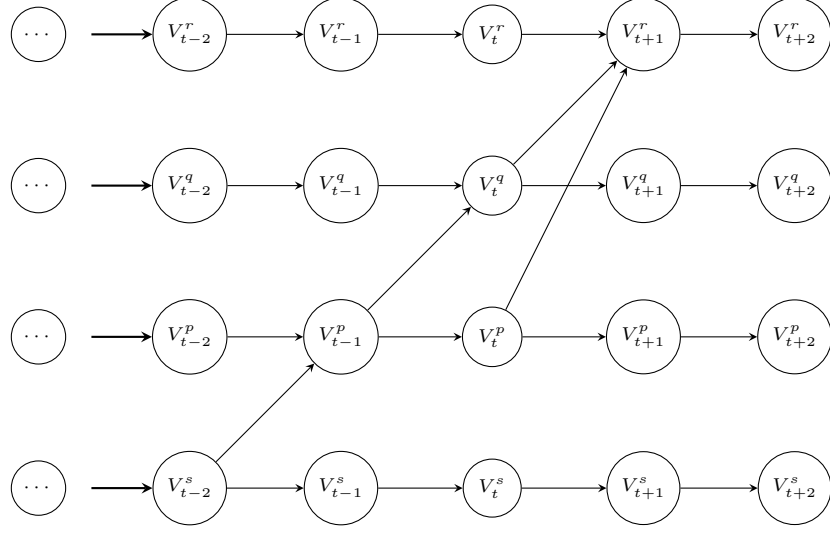 ··· V^r_{t−2} V^r_{t−1} V^r_t V^r_{t+1} V^r_{t+2}
··· V^q_{t−2} V^q_{t−1} V^q_t V^q_{t+1} V^q_{t+2}
··· V^p_{t−2} V^p_{t−1} V^p_t V^p_{t+1} V^p_{t+2}
··· V^s_{t−2} V^s_{t−1} V^s_t V^s_{t+1} V^s_{t+2}